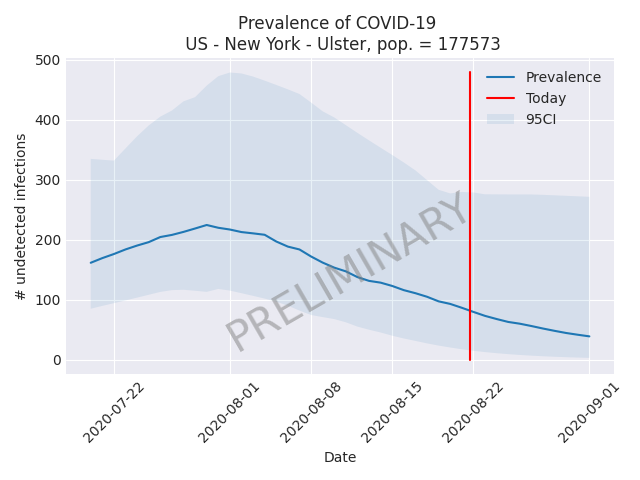 Prevalence of COVID-19
US - New York - Ulster, pop. = 177573
# undetected infections
500
400
300
200
100
0
Prevalence
Today
95CI
PRELIMINARY
2020-07-22
2020-08-01
2020-08-08
2020-08-15
2020-08-22
2020-09-01
Date